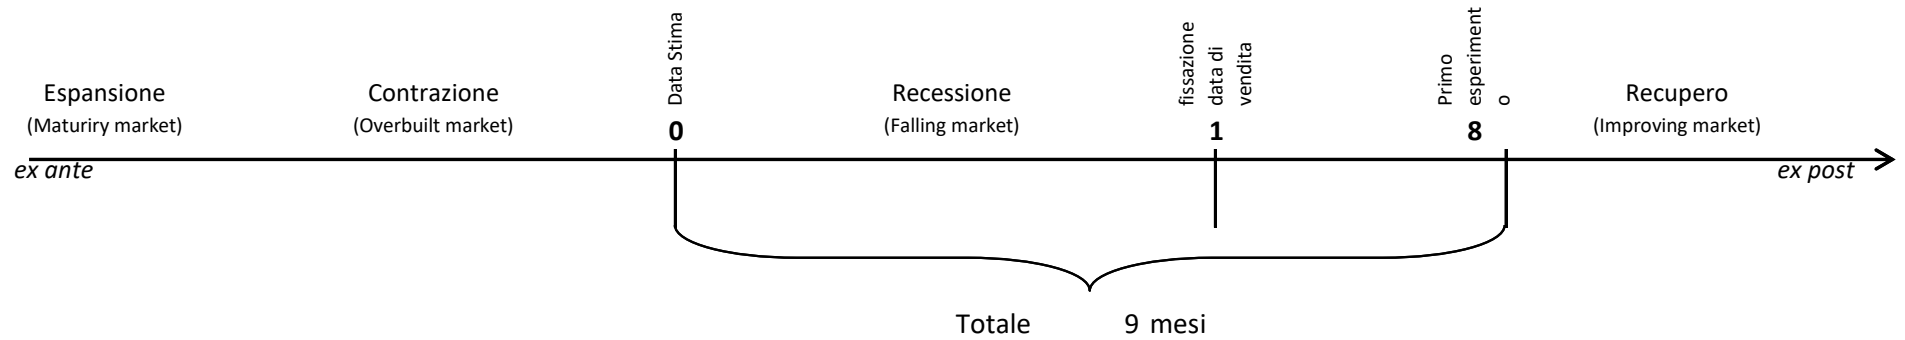 Espansione
(Maturiry market)
Contrazione
(Overbuilt market)
Data Stima
0
Recessione
(Falling market)
fissazione
data di
vendita
1
Primo
esperiment
o
8
Recupero
(Improving market)
ex ante
ex post
Totale 9 mesi